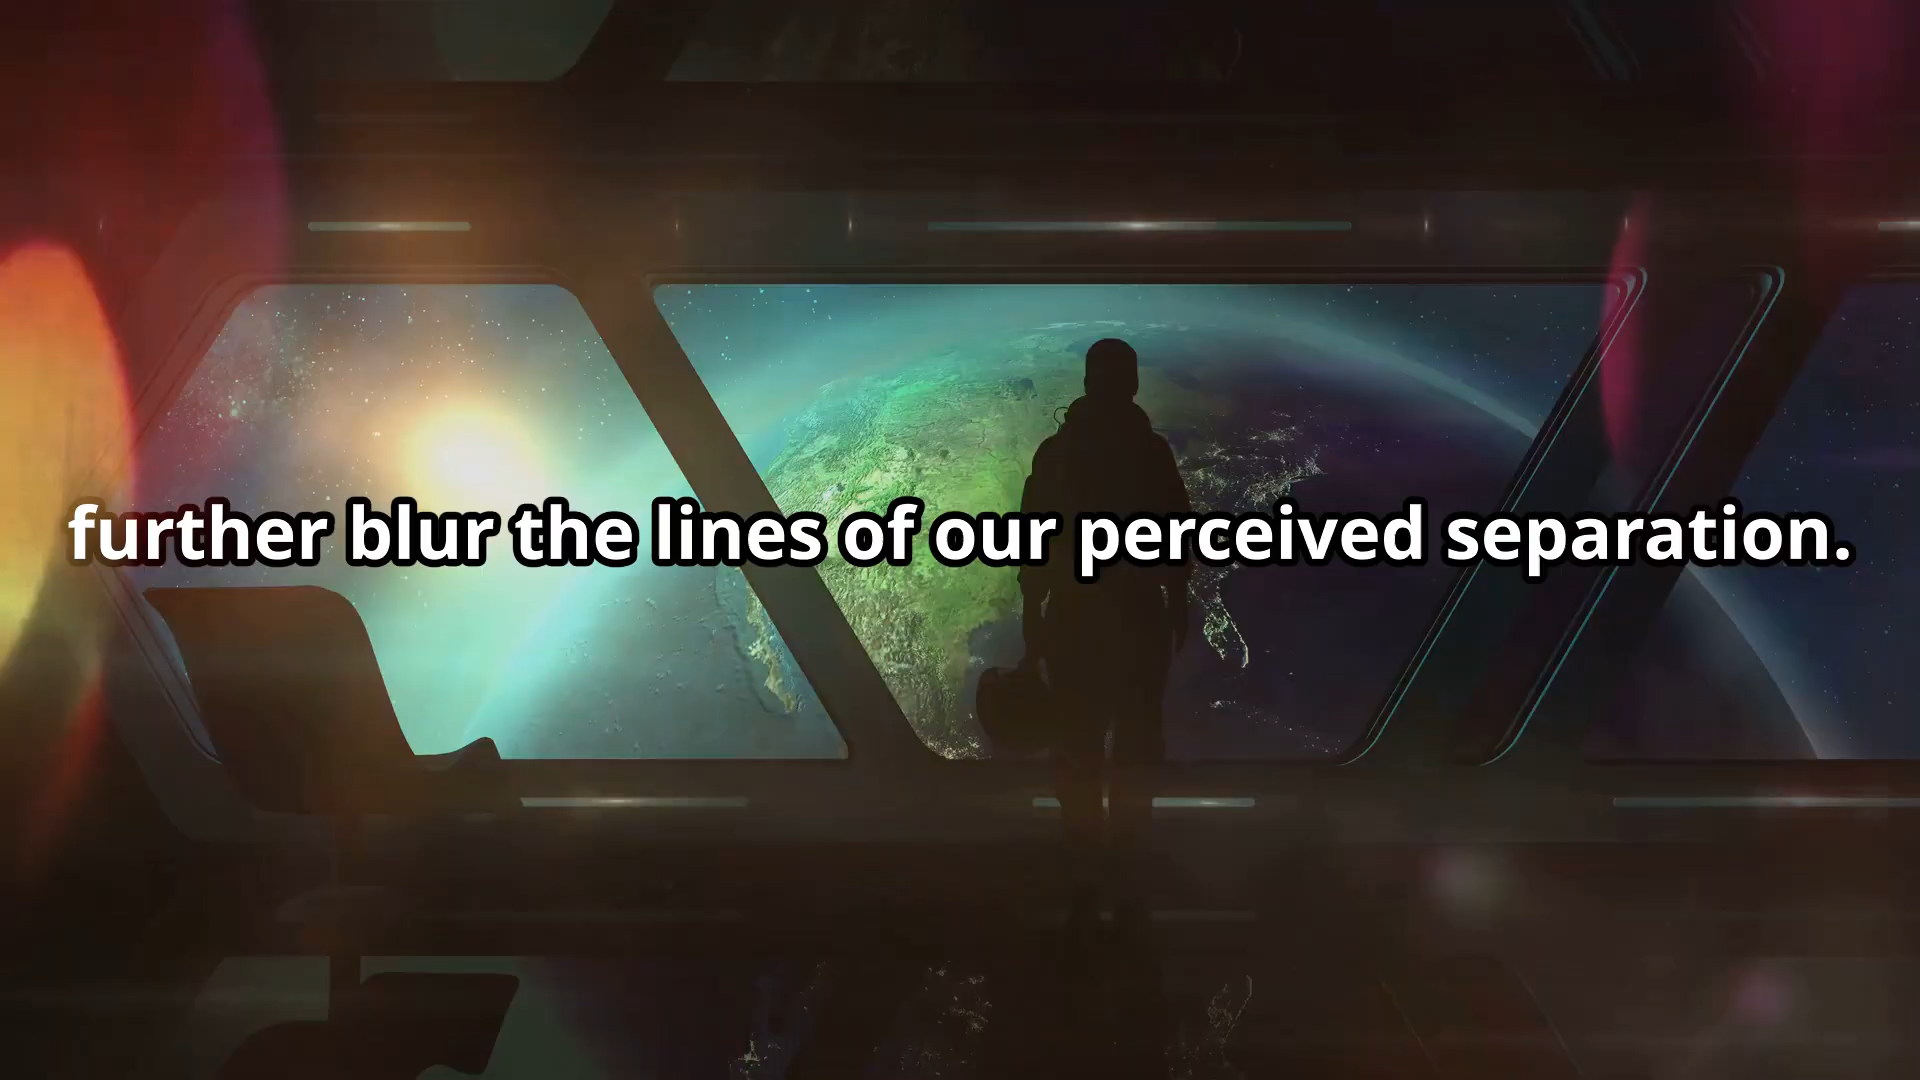 further blur the lines of our perceived separation.